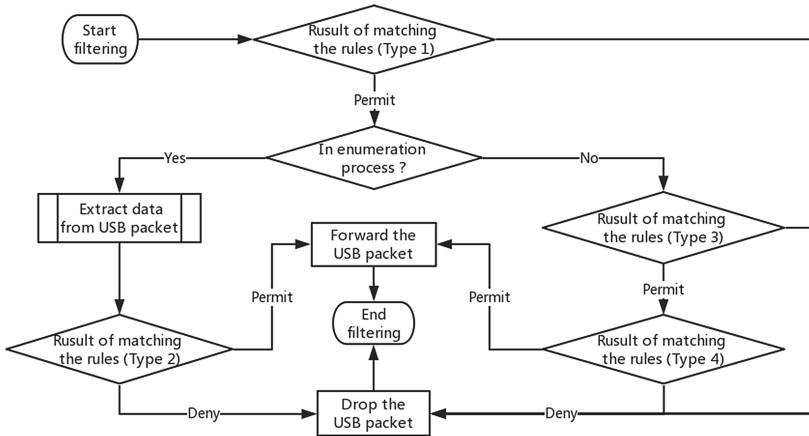 Start
filtering
Rusult of matching
the rules (Type 1)
Permit
In enumeration
process ?
Yes
No
Extract data
from USB packet
Forward the
USB packet
Rusult of matching
the rules (Type 3)
Permit
Permit
Permit
End
filtering
Rusult of matching
the rules (Type 2)
Rusult of matching
the rules (Type 4)
Deny
Drop the
USB packet
Deny